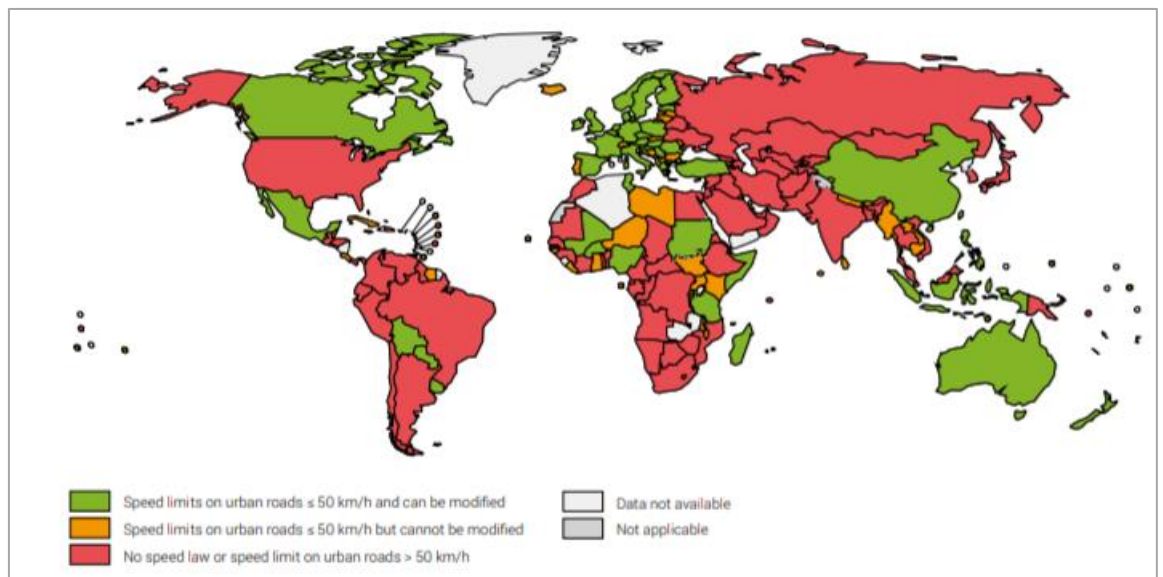 Speed limits on urban roads ≤ 50 km/h and can be modified
Speed limits on urban roads ≤ 50 km/h but cannot be modified
No speed law or speed limit on urban roads > 50 km/h
Data not available
Not applicable